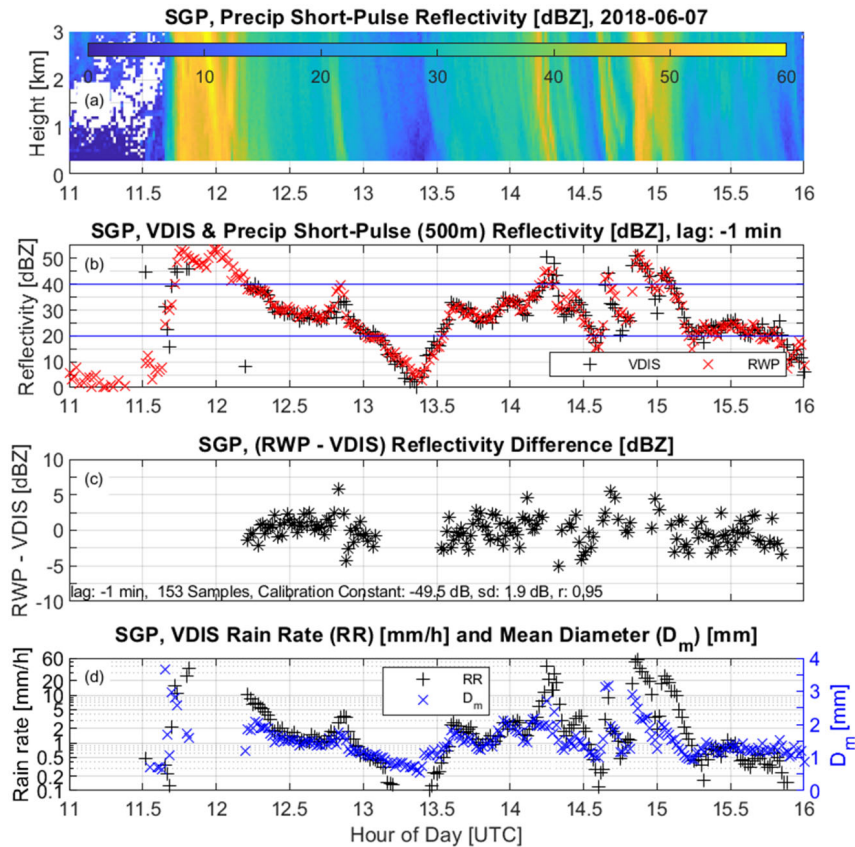 SGP, Precip Short-Pulse Reflectivity [dBZ], 2018-06-07
3
2
1
0
Height [km]
0 10 20 30 40 50 60
(a)
11 11.5 12 12.5 13 13.5 14 14.5 15 15.5 16
SGP, VDIS & Precip Short-Pulse (500m) Reflectivity [dBZ], lag: -1 min
50
40
30
20
10
0
Reflectivity [dBZ]
(b)
VDIS RWP
11 11.5 12 12.5 13 13.5 14 14.5 15 15.5 16
SGP, (RWP - VDIS) Reflectivity Difference [dBZ]
10
5
0
-5
-10
RWP - VDIS [dBZ]
(c)
lag: -1 min, 153 Samples, Calibration Constant: -49.5 dB, sd: 1.9 dB, r: 0.95
11 11.5 12 12.5 13 13.5 14 14.5 15 15.5 16
SGP, VDIS Rain Rate (RR) [mm/h] and Mean Diameter (Dm) [mm]
60
20
10
5
2
1
0.5
0.2
0.1
Rain rate [mm/h]
(d)
RR
Dm
4
3
2
1
0
Dm [mm]
11 11.5 12 12.5 13 13.5 14 14.5 15 15.5 16
Hour of Day [UTC]